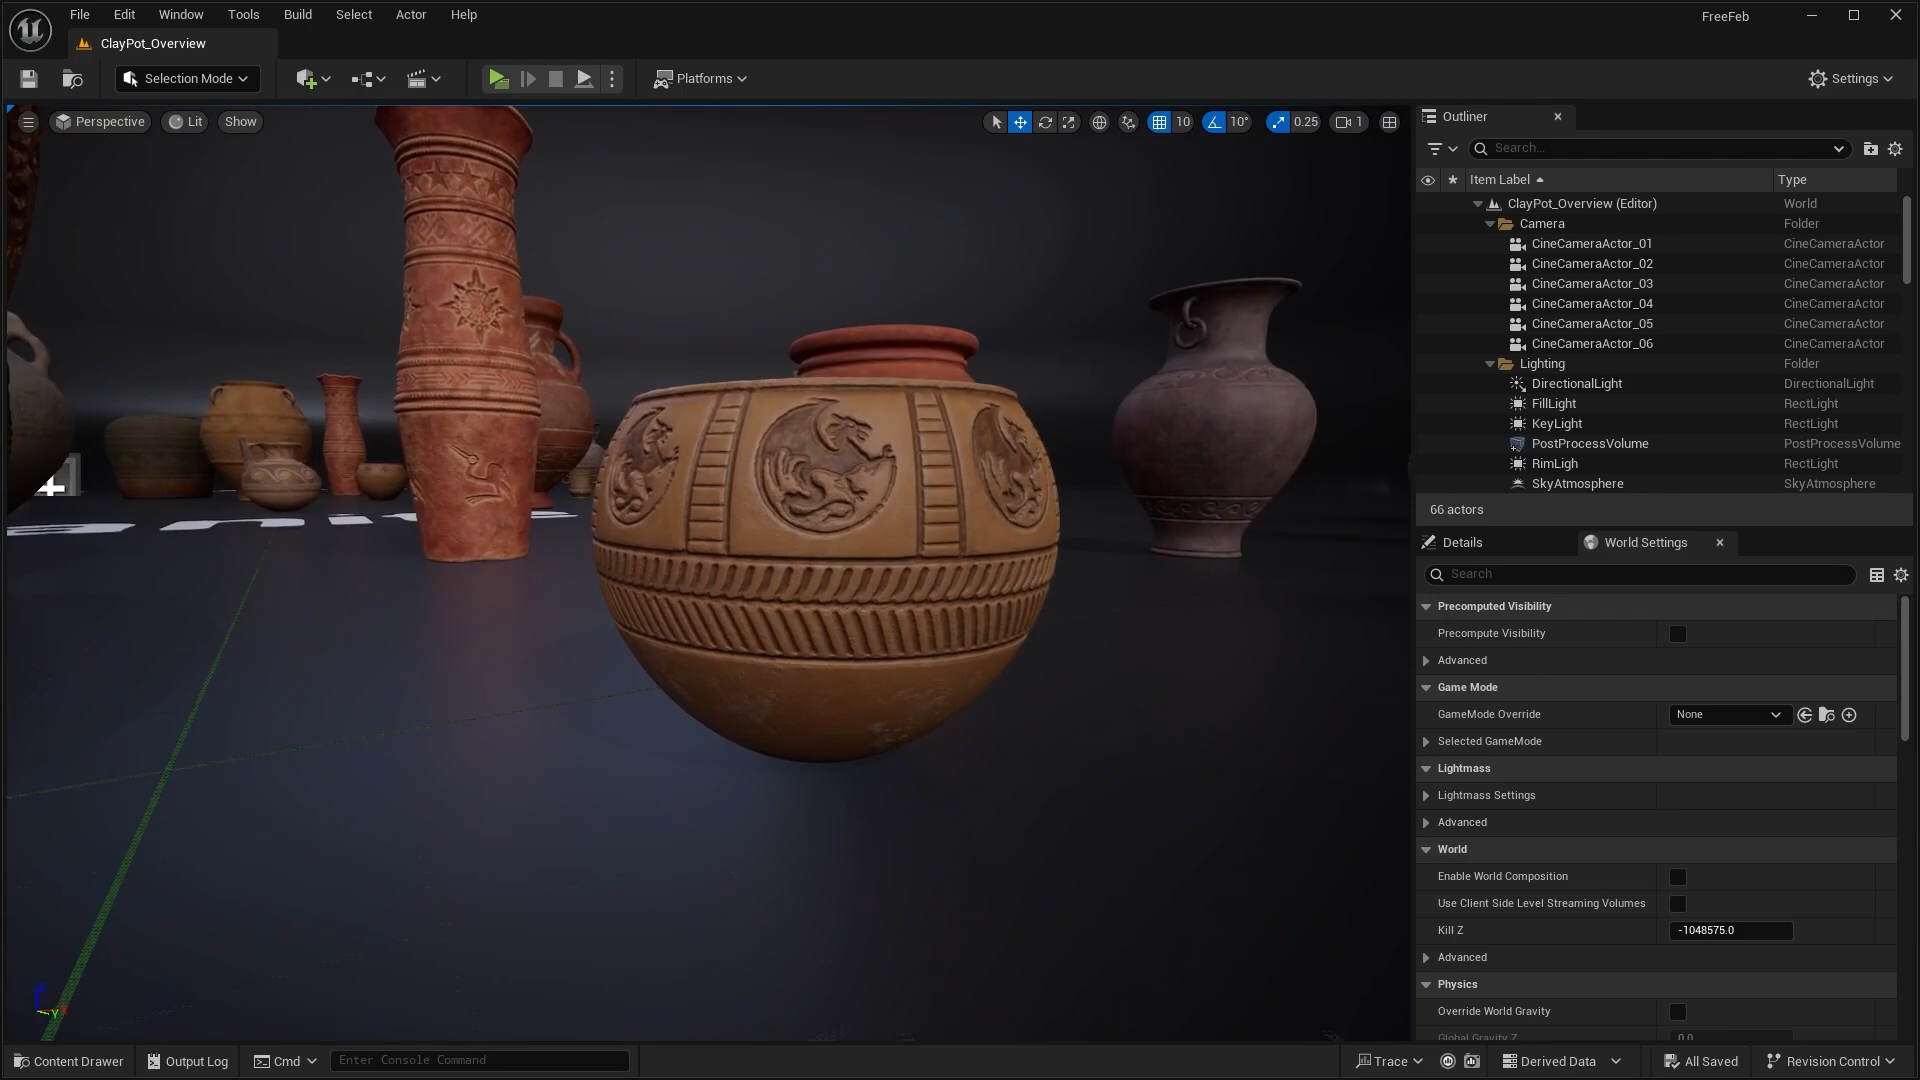 File Edit Window Tools Build Select Actor Help
FreeFeb
ClayPot_Overview
Selection Mode
Platforms
Settings
Perspective Lit Show
10 10° 0.25 1
Outliner
Search...
Item Label Type
ClayPot_Overview (Editor) World
Camera Folder
CineCameraActor_01 CineCameraActor
CineCameraActor_02 CineCameraActor
CineCameraActor_03 CineCameraActor
CineCameraActor_04 CineCameraActor
CineCameraActor_05 CineCameraActor
CineCameraActor_06 CineCameraActor
Lighting Folder
DirectionalLight DirectionalLight
FillLight RectLight
KeyLight RectLight
PostProcessVolume PostProcessVolume
RimLigh RectLight
SkyAtmosphere SkyAtmosphere
66 actors
Details World Settings
Search
Precomputed Visibility
Precompute Visibility
Advanced
Game Mode
GameMode Override None
Selected GameMode
Lightmass
Lightmass Settings
Advanced
World
Enable World Composition
Use Client Side Level Streaming Volumes
Kill Z -1048575.0
Advanced
Physics
Override World Gravity
Global Gravity Z 0.0
Z
Y X
Content Drawer Output Log Cmd Enter Console Command
Trace Derived Data All Saved Revision Control